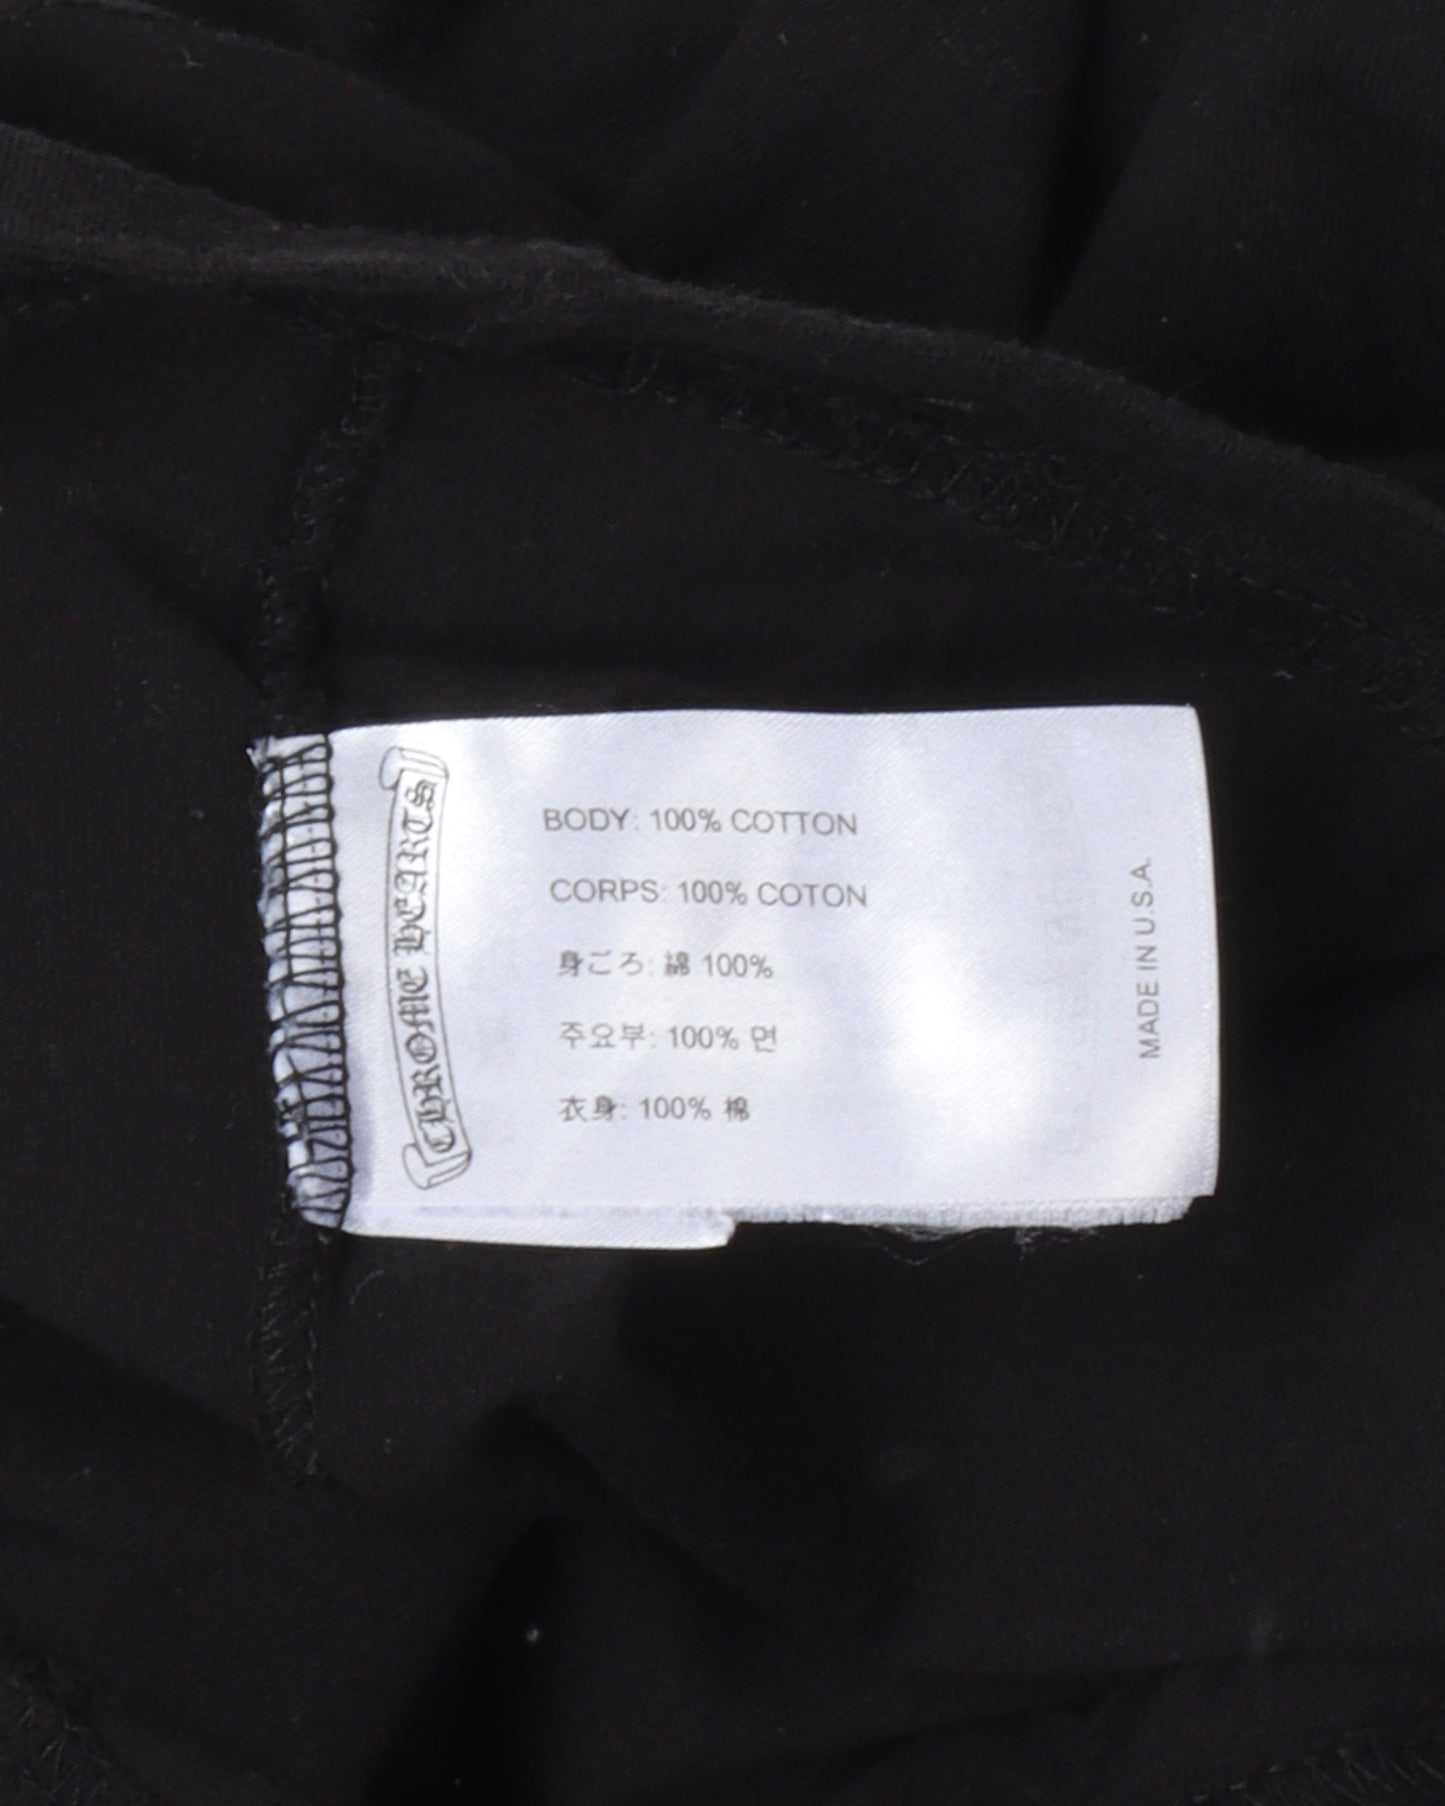 CHROME HEARTS
BODY: 100% COTTON
CORPS: 100% COTON
身ごろ: 綿 100%
주요부: 100% 면
衣身: 100% 棉
MADE IN U.S.A.